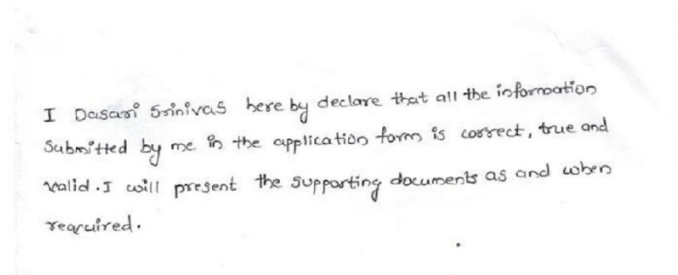 I Dasari Srinivas here by declare that all the information
Submitted by me in the application form is correct, true and
valid. I will present the supporting documents as and when
reqruired.